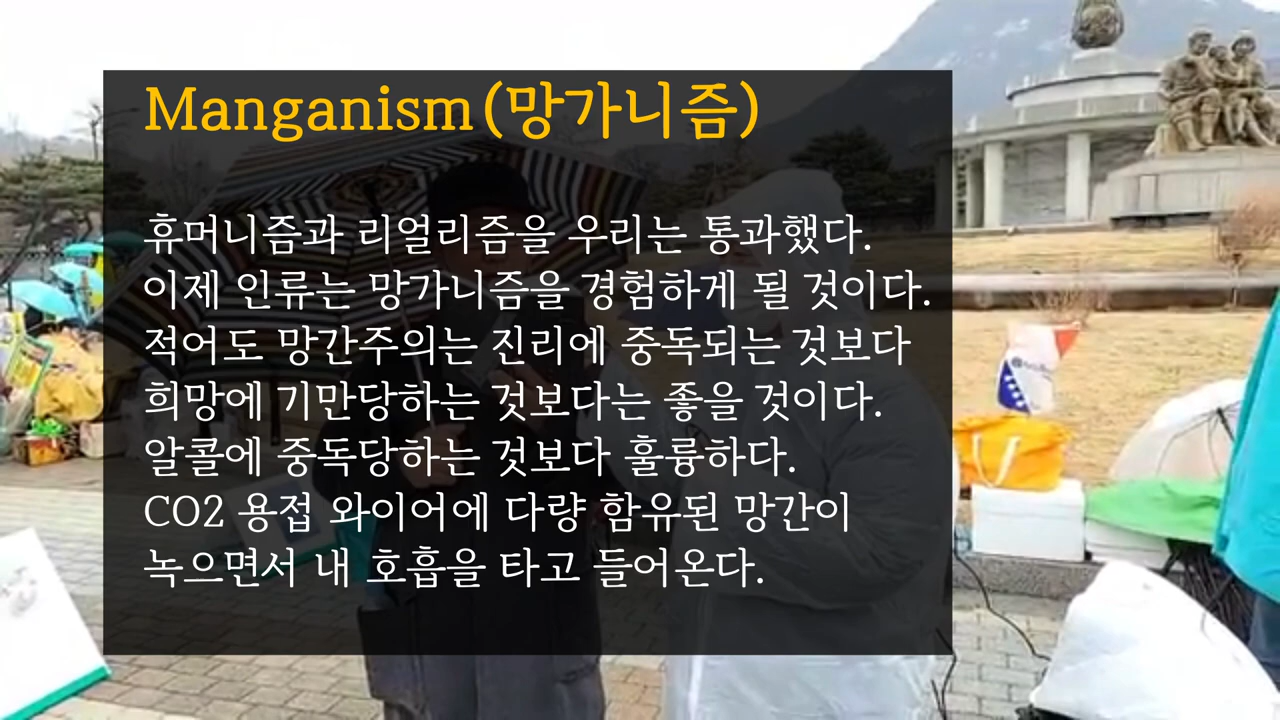 Manganism(망가니즘)
휴머니즘과 리얼리즘을 우리는 통과했다.
이제 인류는 망가니즘을 경험하게 될 것이다.
적어도 망간주의는 진리에 중독되는 것보다
희망에 기만당하는 것보다는 좋을 것이다.
알콜에 중독당하는 것보다 훌륭하다.
CO2 용접 와이어에 다량 함유된 망간이
녹으면서 내 호흡을 타고 들어온다.